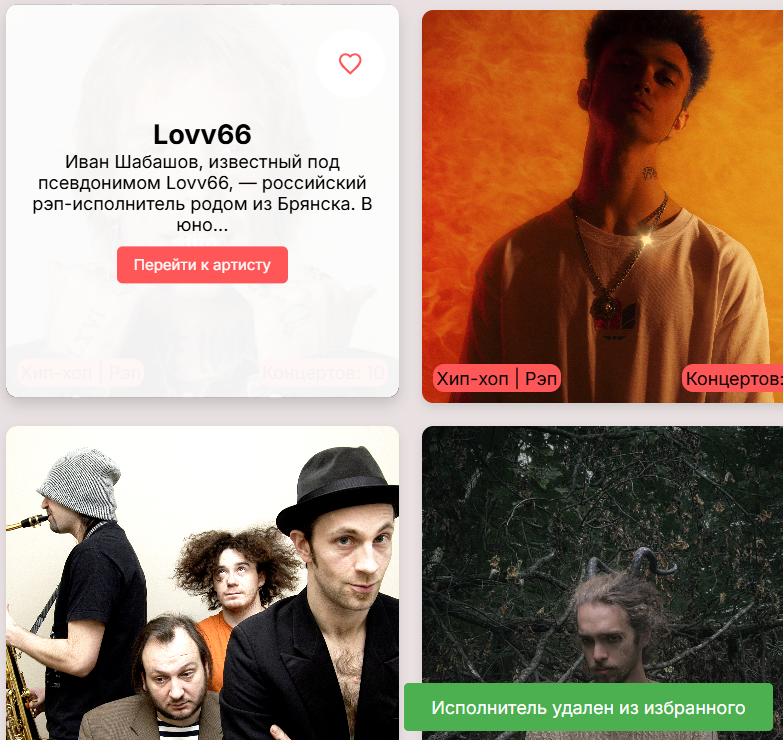 Lovv66
Иван Шабашов, известный под
псевдонимом Lovv66, — российский
рэп-исполнитель родом из Брянска. В
юно...
Перейти к артисту
Хип-хоп | Рэп
Концертов: 10
Хип-хоп | Рэп
Концертов:
Исполнитель удален из избранного